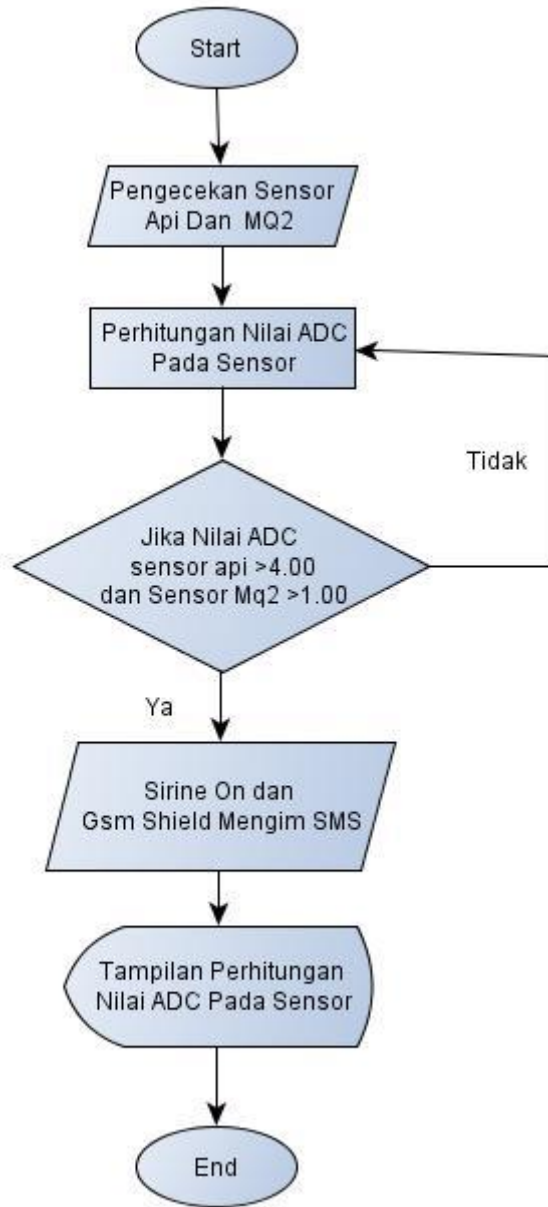 Start
Pengecekan Sensor
Api Dan MQ2
Perhitungan Nilai ADC
Pada Sensor
Tidak
Jika Nilai ADC
sensor api >4.00
dan Sensor Mq2 >1.00
Ya
Sirine On dan
Gsm Shield Mengim SMS
Tampilan Perhitungan
Nilai ADC Pada Sensor
End